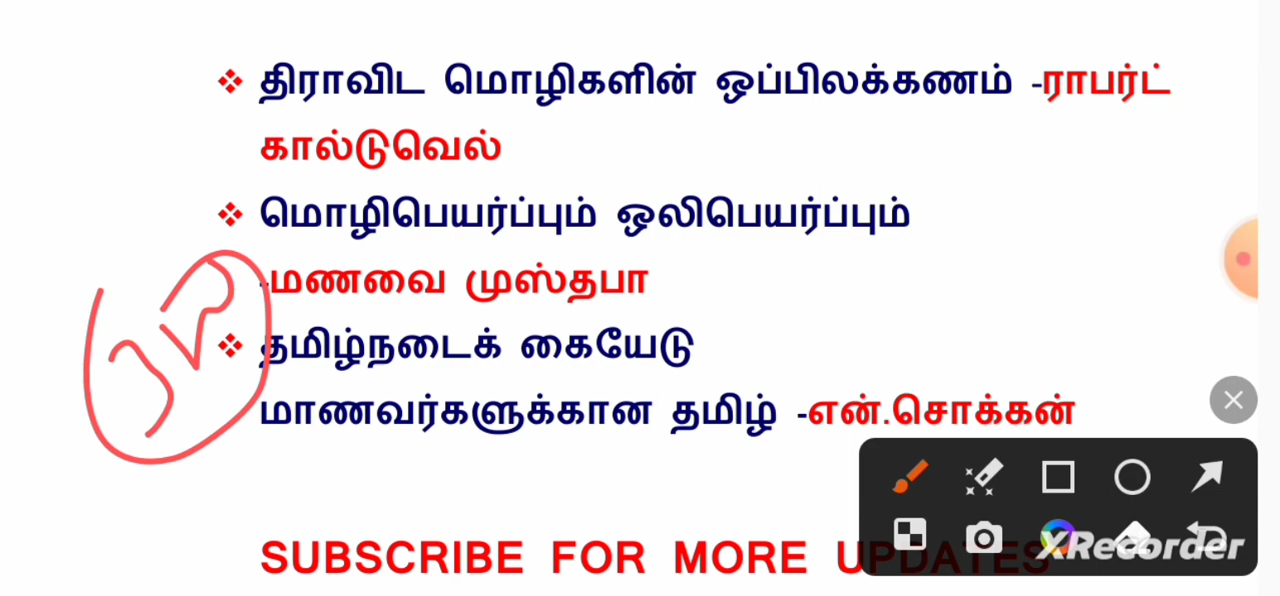 ❖ திராவிட மொழிகளின் ஒப்பிலக்கணம் -ராபர்ட்
கால்டுவெல்
❖ மொழிபெயர்ப்பும் ஒலிபெயர்ப்பும்
-மணவை முஸ்தபா
❖ தமிழ்நடைக் கையேடு
மாணவர்களுக்கான தமிழ் -என்.சொக்கன்
SUBSCRIBE FOR MORE UPDATES
XRecorder